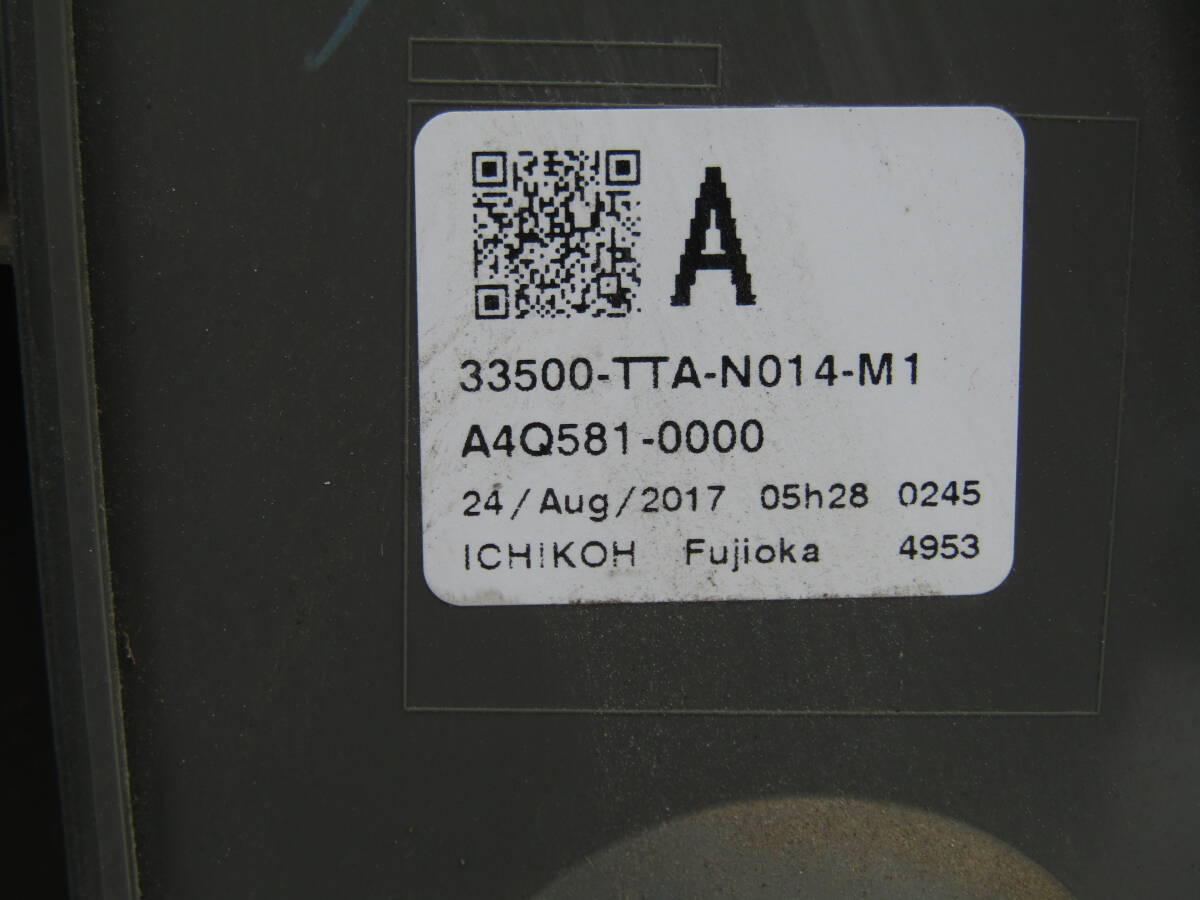 A
33500-TTA-N014-M1
A4Q581-0000
24/Aug/2017 05h28 0245
ICHIKOH Fujioka 4953